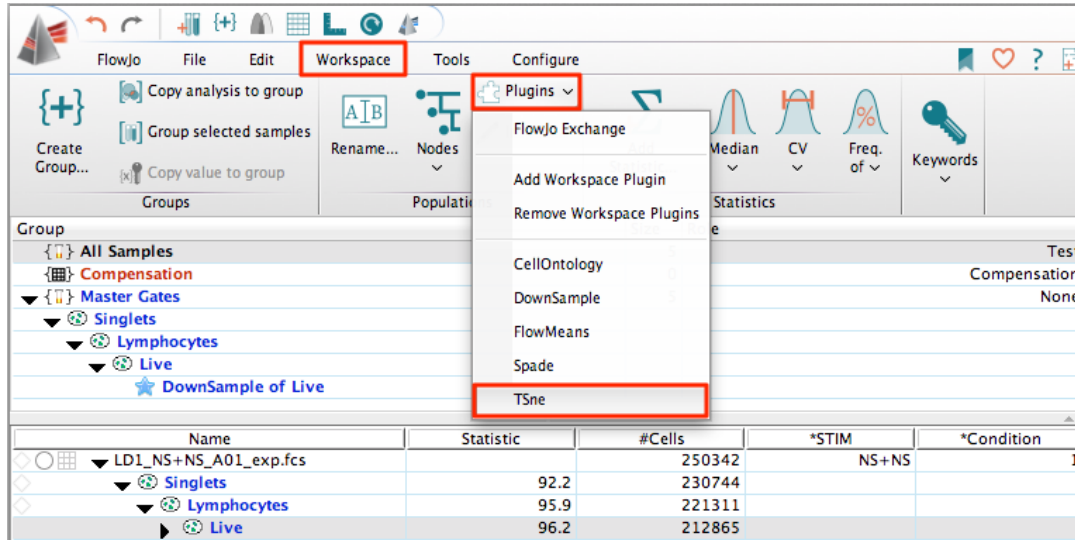 FlowJo File Edit Workspace Tools Configure
Copy analysis to group
Group selected samples
Copy value to group
Create
Group...
Groups
Rename...
Nodes
Plugins
Median
CV
Freq.
of
Keywords
Statistics
FlowJo Exchange
Add Workspace Plugin
Remove Workspace Plugins
CellOntology
DownSample
FlowMeans
Spade
TSne
Group
All Samples Tes
Compensation Compensation
Master Gates None
Singlets
Lymphocytes
Live
DownSample of Live
Name Statistic #Cells *STIM *Condition
LD1_NS+NS_A01_exp.fcs 250342 NS+NS 1
Singlets 92.2 230744
Lymphocytes 95.9 221311
Live 96.2 212865